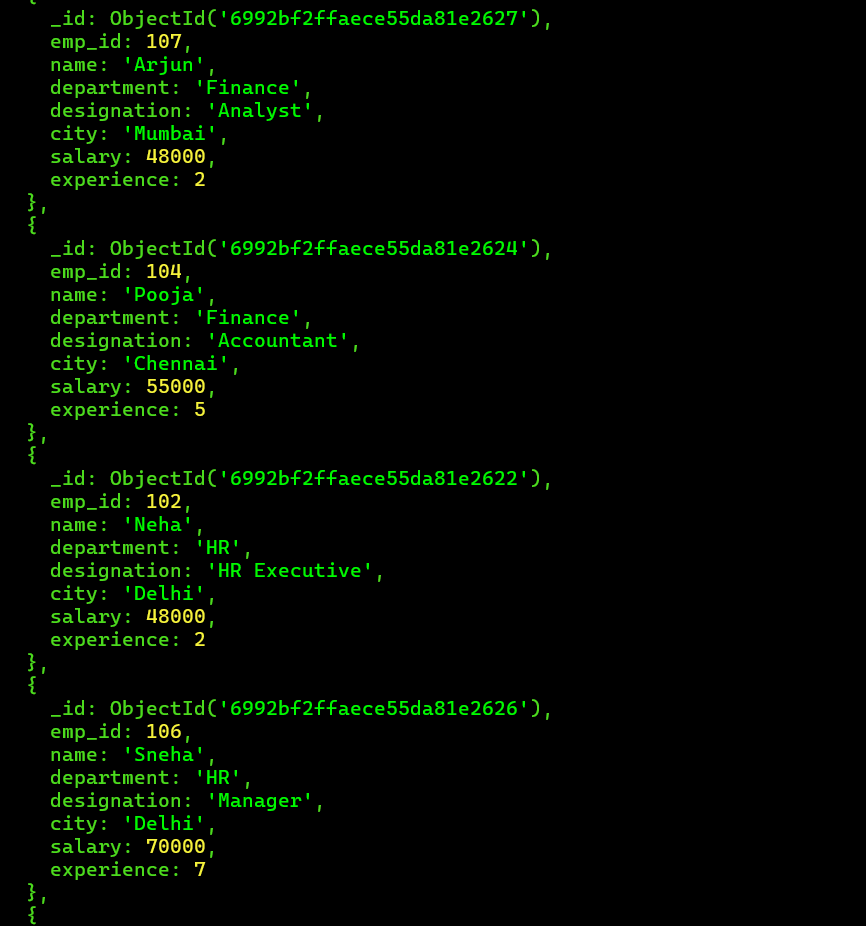 {
_id: ObjectId('6992bf2ffaece55da81e2627'),
emp_id: 107,
name: 'Arjun',
department: 'Finance',
designation: 'Analyst',
city: 'Mumbai',
salary: 48000,
experience: 2
},
{
_id: ObjectId('6992bf2ffaece55da81e2624'),
emp_id: 104,
name: 'Pooja',
department: 'Finance',
designation: 'Accountant',
city: 'Chennai',
salary: 55000,
experience: 5
},
{
_id: ObjectId('6992bf2ffaece55da81e2622'),
emp_id: 102,
name: 'Neha',
department: 'HR',
designation: 'HR Executive',
city: 'Delhi',
salary: 48000,
experience: 2
},
{
_id: ObjectId('6992bf2ffaece55da81e2626'),
emp_id: 106,
name: 'Sneha',
department: 'HR',
designation: 'Manager',
city: 'Delhi',
salary: 70000,
experience: 7
},
{